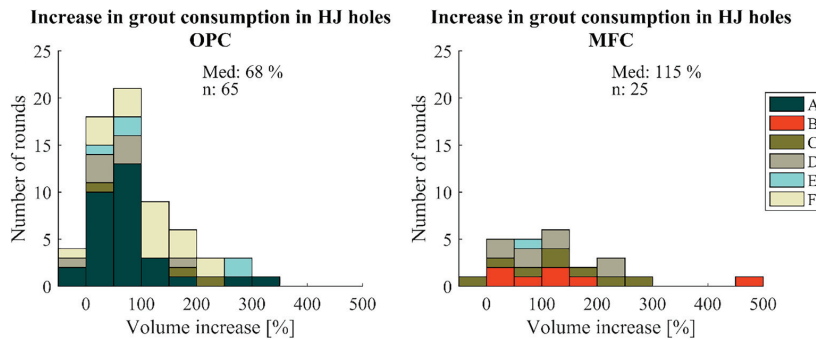 Increase in grout consumption in HJ holes
OPC
25
20
15
10
5
0
Number of rounds
Med: 68 %
n: 65
0 100 200 300 400 500
Volume increase [%]
Increase in grout consumption in HJ holes
MFC
25
20
15
10
5
0
Number of rounds
Med: 115 %
n: 25
0 100 200 300 400 500
Volume increase [%]
A
B
C
D
E
F